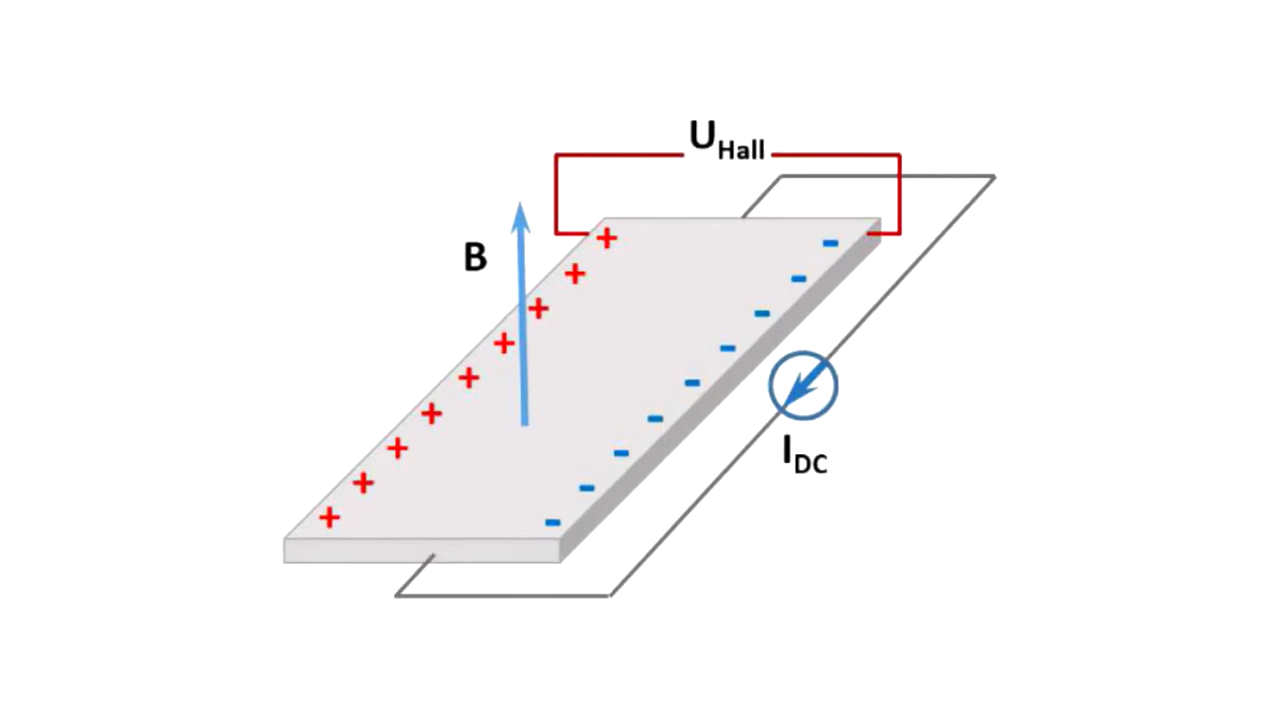 U_Hall
B
+ + + + + + + + +
- - - - - - - - -
I_DC